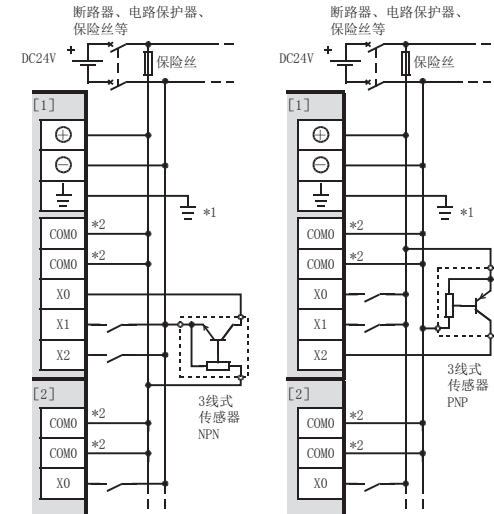 断路器、电路保护器、
保险丝等
DC24V
+
保险丝
[1]
+
−
*1
COM0
*2
COM0
*2
X0
X1
X2
3线式
传感器
NPN
[2]
COM0
*2
COM0
*2
X0
断路器、电路保护器、
保险丝等
DC24V
+
保险丝
[1]
+
−
*1
COM0
*2
COM0
*2
X0
X1
X2
3线式
传感器
PNP
[2]
COM0
*2
COM0
*2
X0